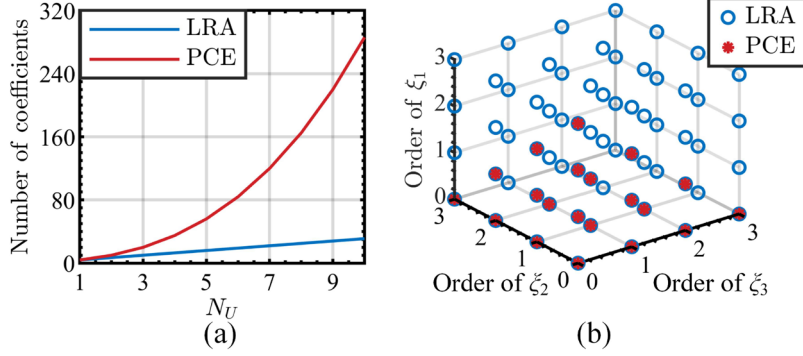 320
240
160
80
0
Number of coefficients
LRA
PCE
1 3 5 7 9
N_U
(a)
LRA
PCE
3
2
1
0
Order of ξ₁
3
2
1
0
Order of ξ₂
0
1
2
3
Order of ξ₃
(b)